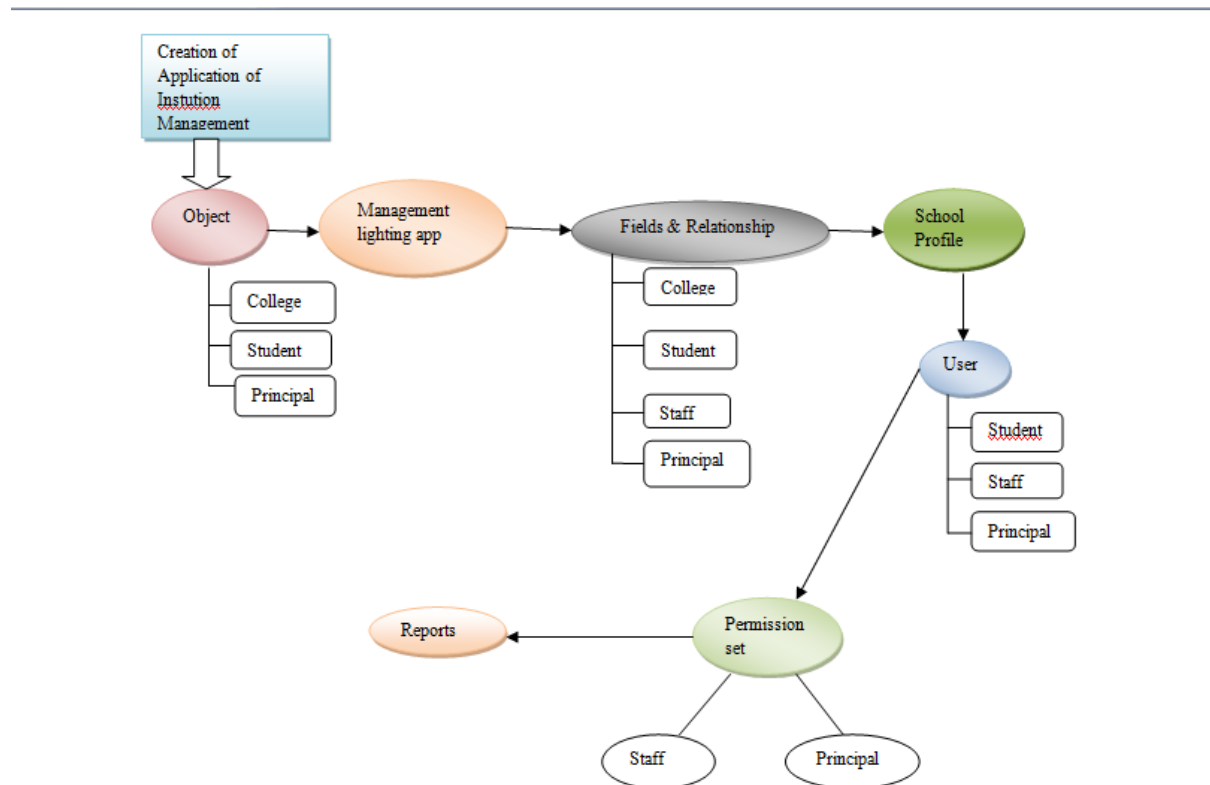 Creation of
Application of
Instution
Management
Object
Management
lighting app
Fields & Relationship
School
Profile
College
Student
Principal
College
Student
Staff
Principal
User
Student
Staff
Principal
Permission
set
Reports
Staff
Principal